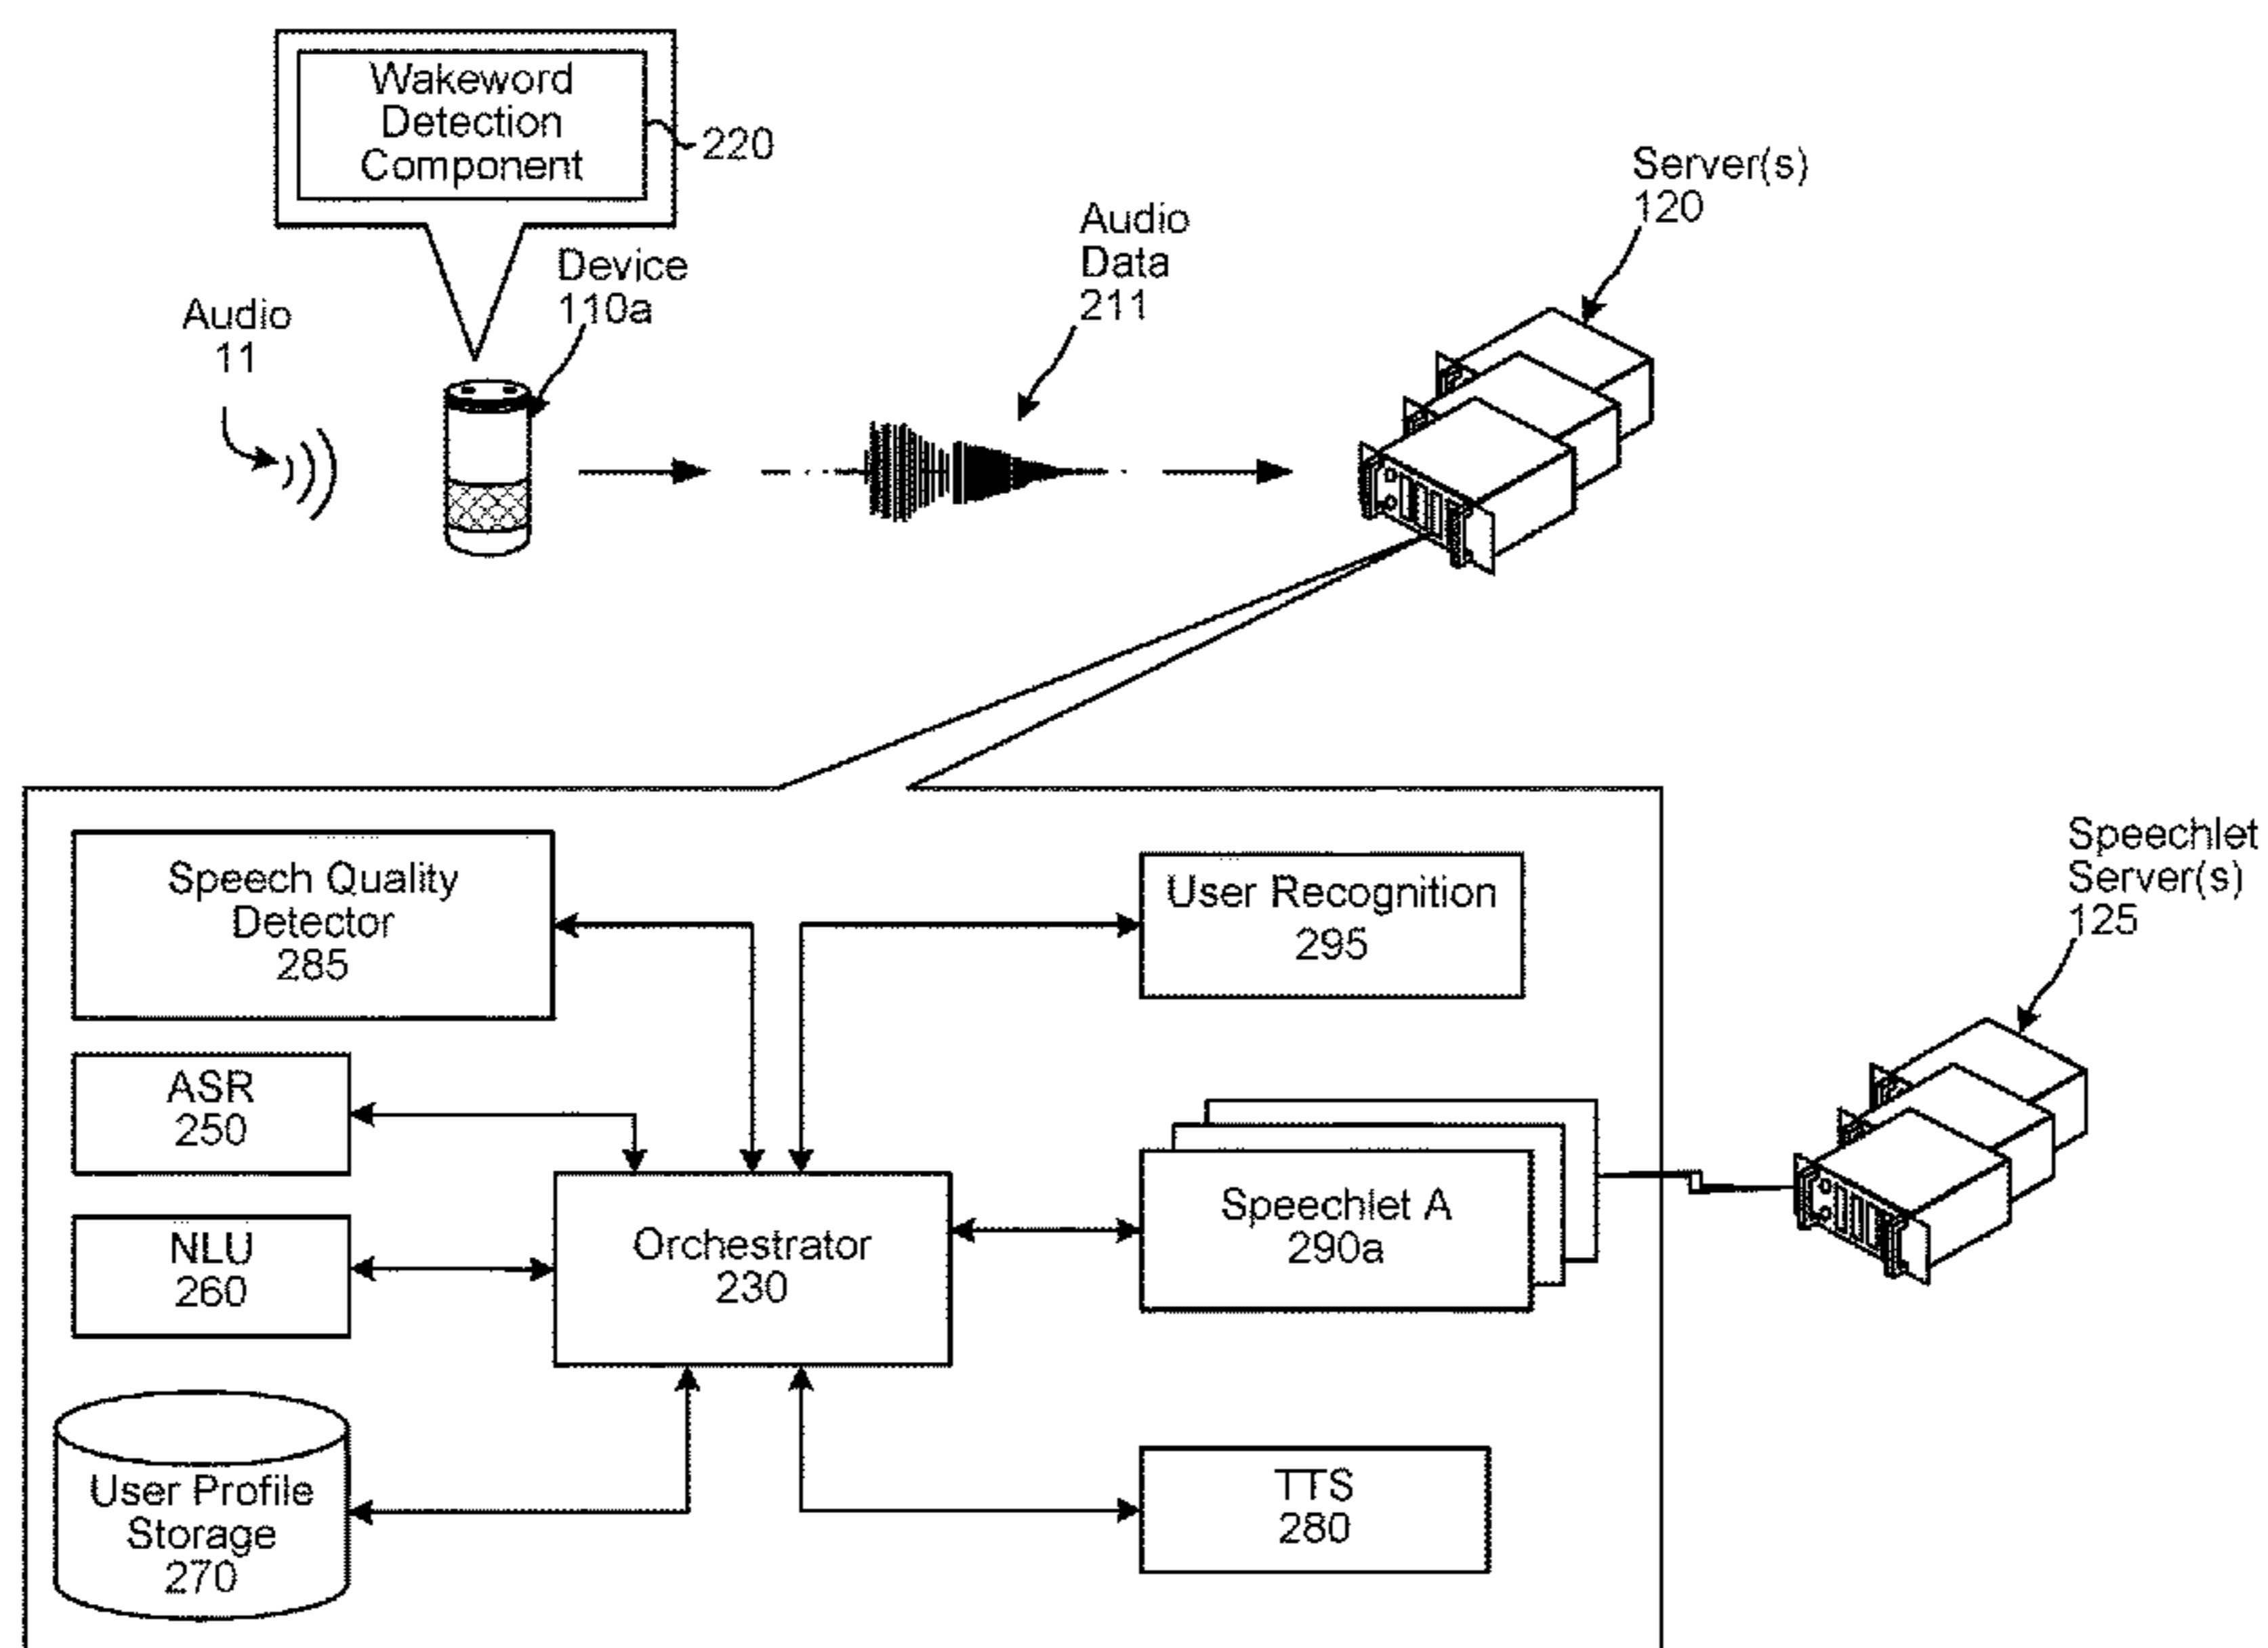 Wakeword
Detection
Component
220
Server(s)
120
Audio
Data
211
Device
110a
Audio
11
Speech Quality
Detector
285
User Recognition
295
Speechlet
Server(s)
125
ASR
250
Speechlet A
290a
NLU
260
Orchestrator
230
User Profile
Storage
270
TTS
280